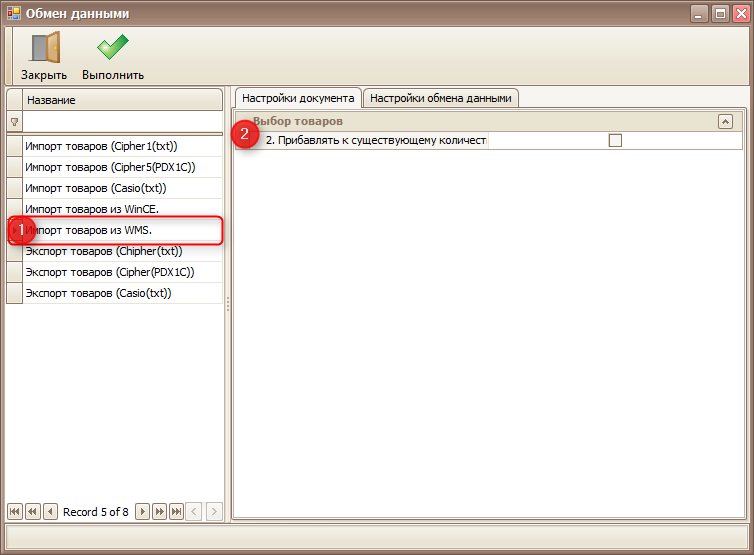 Обмен данными
Закрыть
Выполнить
Название
Импорт товаров (Cipher1(txt))
Импорт товаров (Cipher5(PDX1C))
Импорт товаров (Casio(txt))
Импорт товаров из WinCE.
1
Импорт товаров из WMS.
Экспорт товаров (Chipher(txt))
Экспорт товаров (Cipher(PDX1C))
Экспорт товаров (Casio(txt))
Record 5 of 8
Настройки документа
Настройки обмена данными
Выбор товаров
2
2. Прибавлять к существующему количест